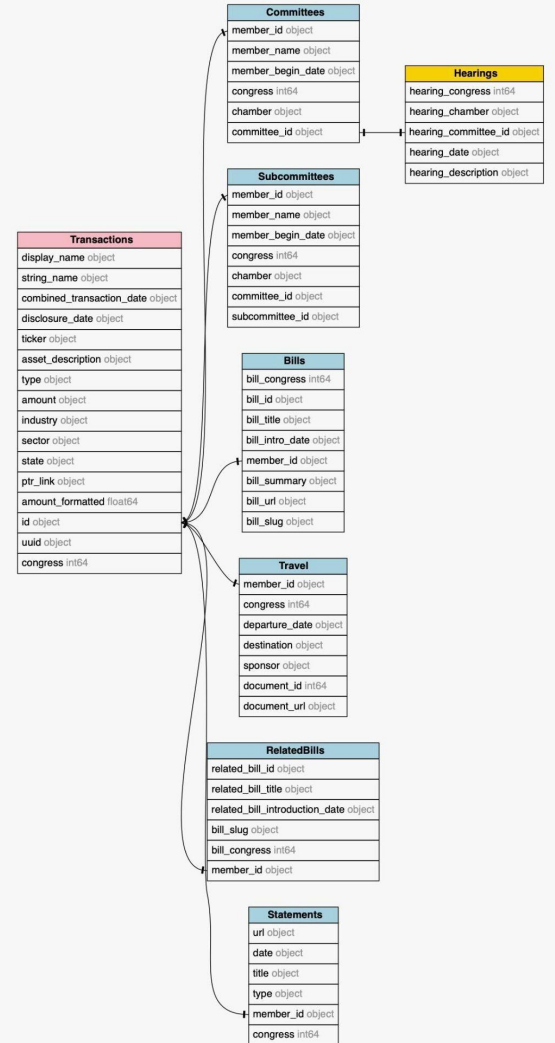 Committees
member_id object
member_name object
member_begin_date object
congress int64
chamber object
committee_id object
Hearings
hearing_congress int64
hearing_chamber object
hearing_committee_id object
hearing_date object
hearing_description object
Subcommittees
member_id object
member_name object
member_begin_date object
congress int64
chamber object
committee_id object
subcommittee_id object
Transactions
display_name object
string_name object
combined_transaction_date object
disclosure_date object
ticker object
asset_description object
type object
amount object
industry object
sector object
state object
ptr_link object
amount_formatted float64
id object
uuid object
congress int64
Bills
bill_congress int64
bill_id object
bill_title object
bill_intro_date object
member_id object
bill_summary object
bill_url object
bill_slug object
Travel
member_id object
congress int64
departure_date object
destination object
sponsor object
document_id int64
document_url object
RelatedBills
related_bill_id object
related_bill_title object
related_bill_introduction_date object
bill_slug object
bill_congress int64
member_id object
Statements
url object
date object
title object
type object
member_id object
congress int64